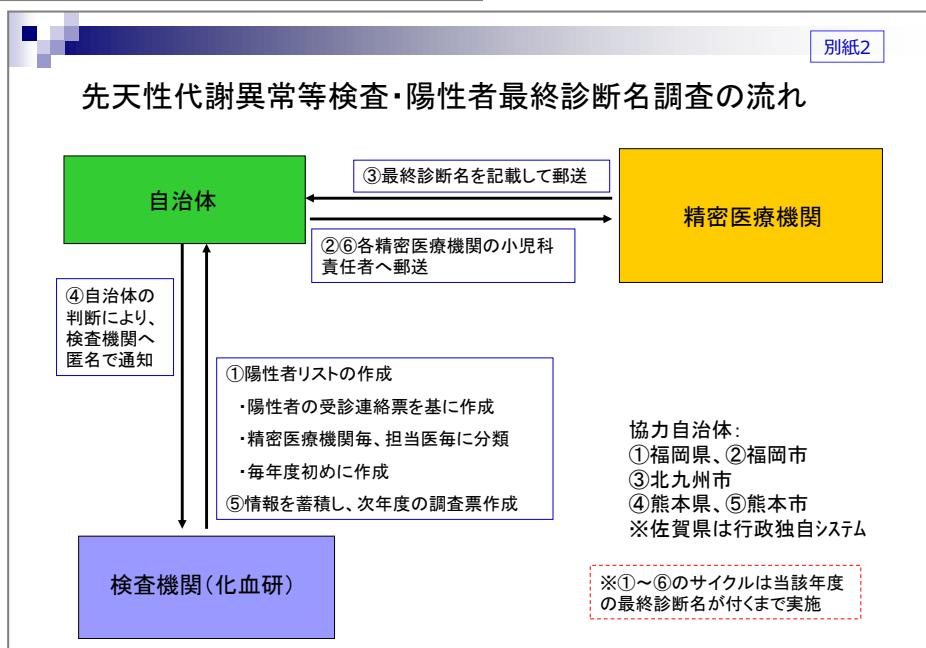 別紙2
先天性代謝異常等検査・陽性者最終診断名調査の流れ
自治体
③最終診断名を記載して郵送
精密医療機関
②⑥各精密医療機関の小児科
責任者へ郵送
④自治体の
判断により、
検査機関へ
匿名で通知
①陽性者リストの作成
・陽性者の受診連絡票を基に作成
・精密医療機関毎、担当医毎に分類
・毎年度初めに作成
⑤情報を蓄積し、次年度の調査票作成
協力自治体：
①福岡県、②福岡市
③北九州市
④熊本県、⑤熊本市
※佐賀県は行政独自システム
検査機関（化血研）
※①～⑥のサイクルは当該年度
の最終診断名が付くまで実施